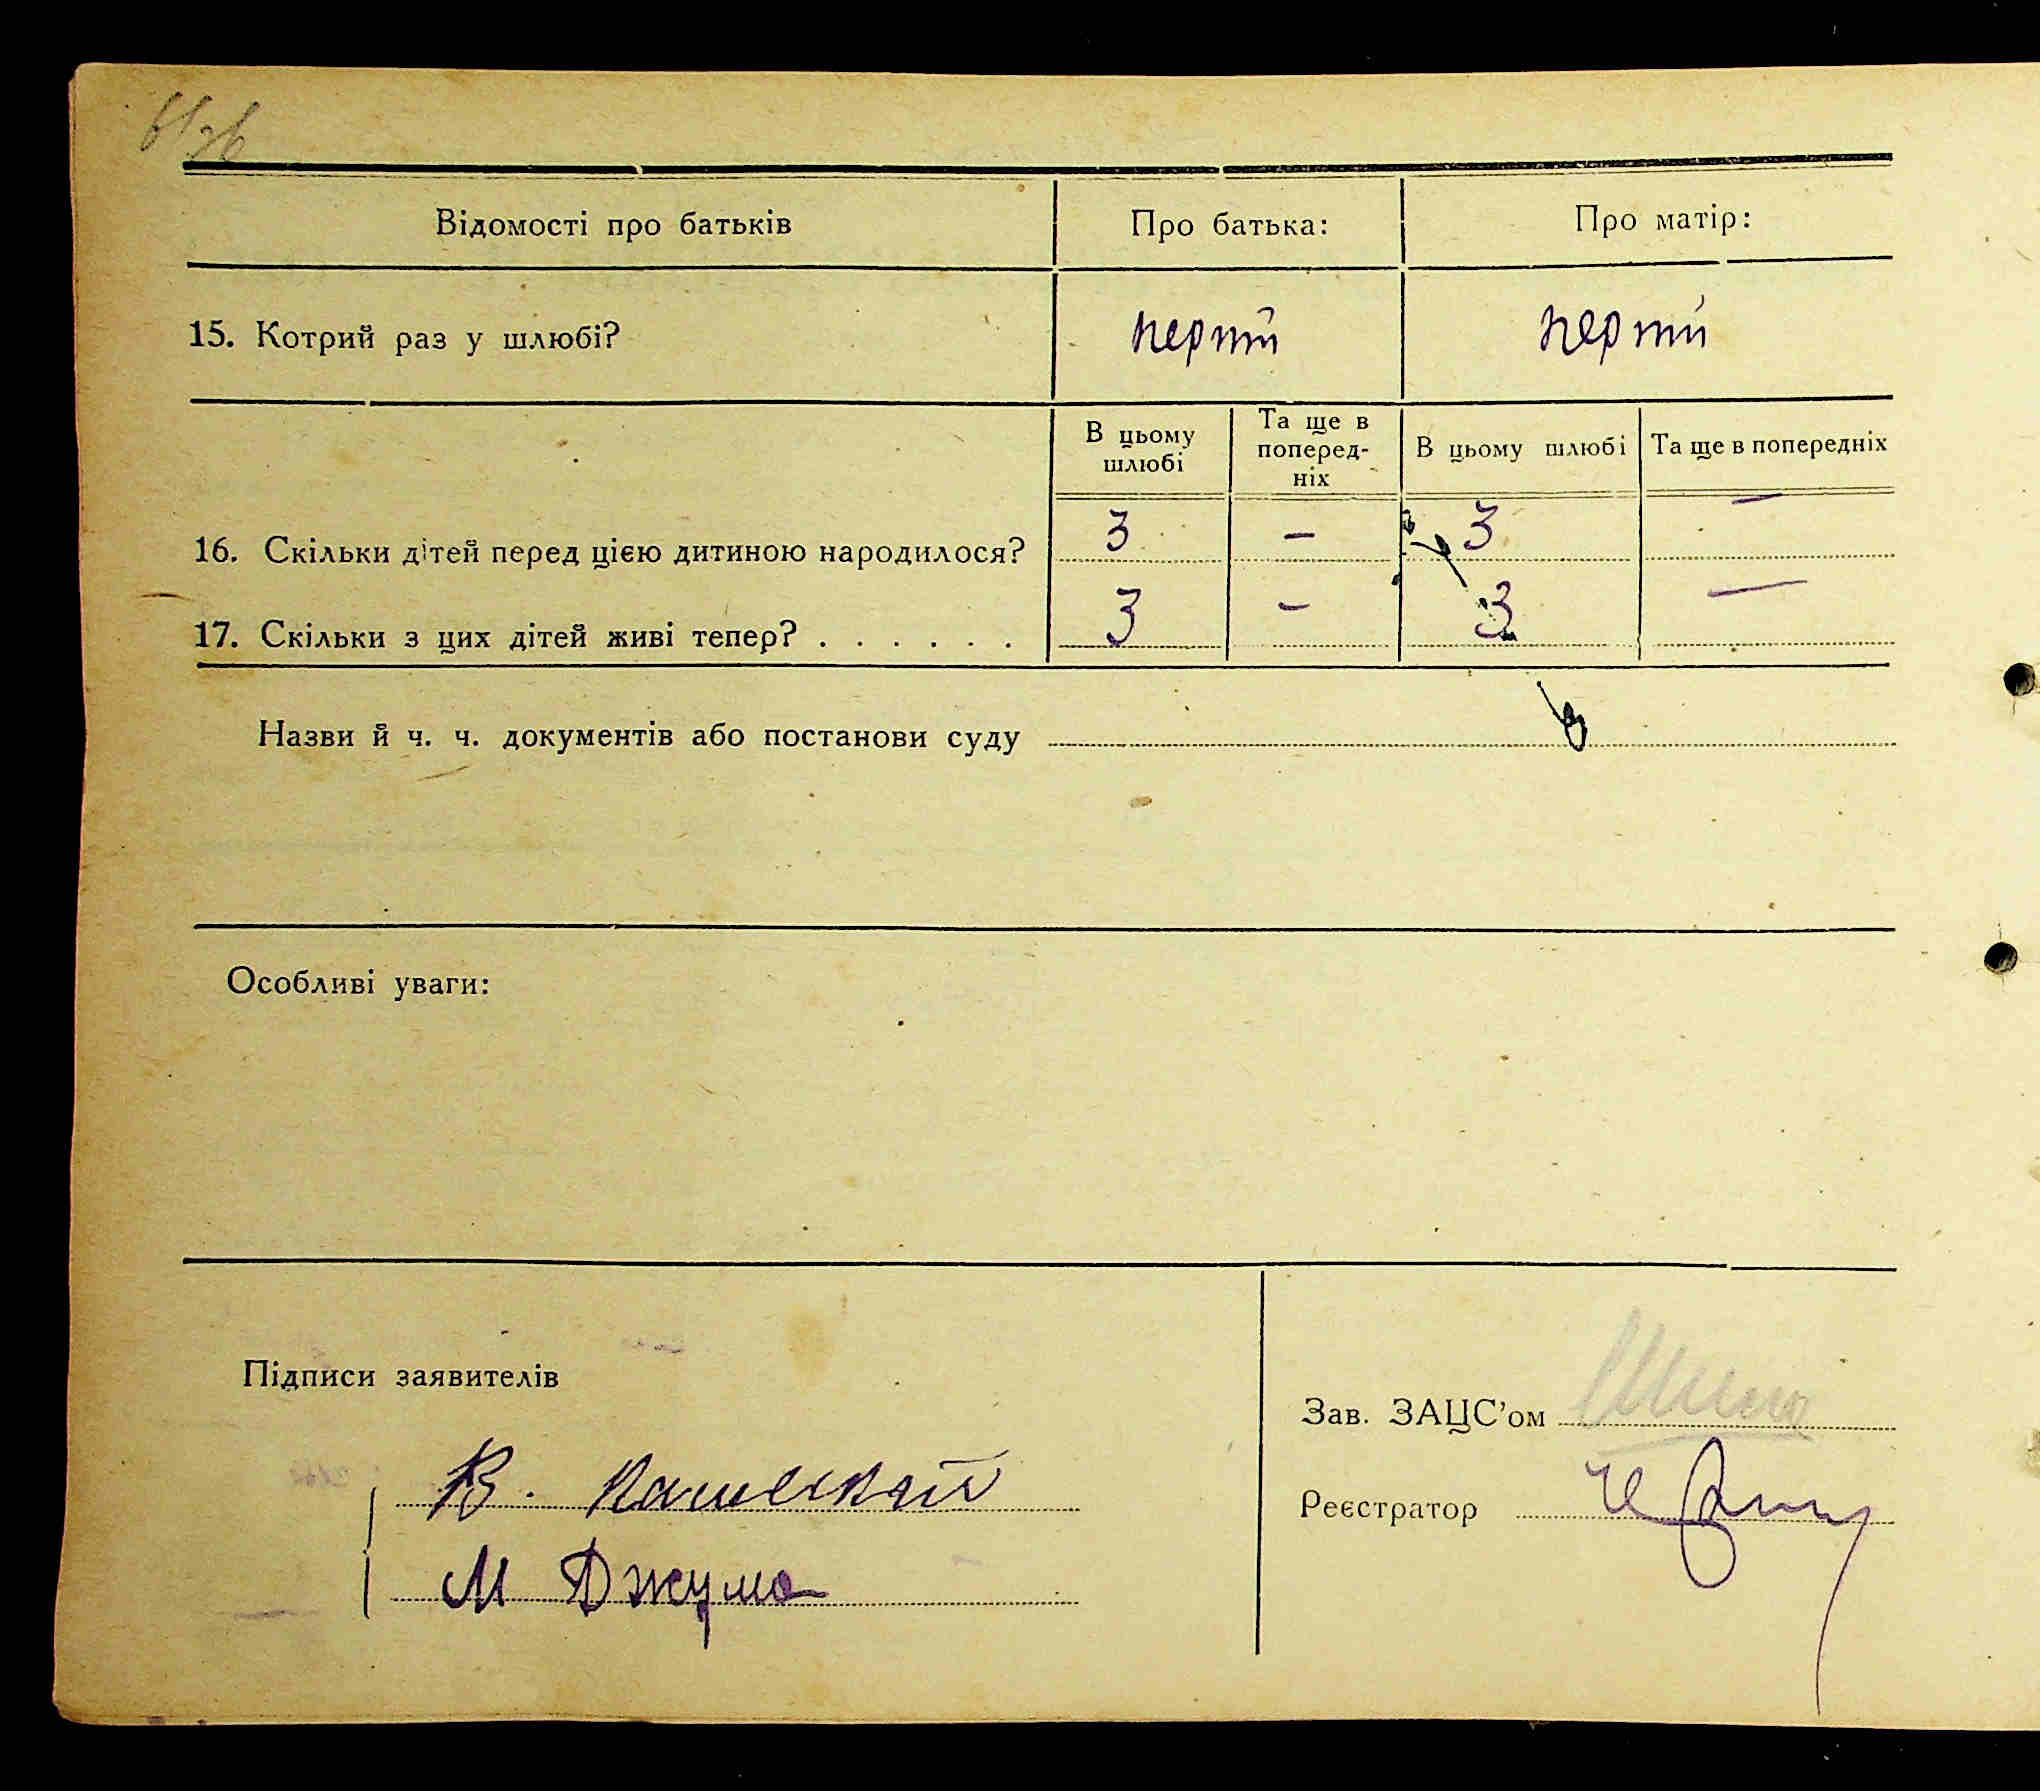 Відомості про батьків Про батька: Про матір:
15. Котрий раз у шлюбі? перший перший
В цьому шлюбі Та ще в поперед-ніх В цьому шлюбі Та ще в попередніх
16. Скільки дітей перед цією дитиною народилося? 3 – 3 –
17. Скільки з цих дітей живі тепер? . . . . . . 3 – 3 –
Назви й ч. ч. документів або постанови суду
Особливі уваги:
Підписи заявителів
Зав. ЗАЦС'ом
В.
Реєстратор
М Джума